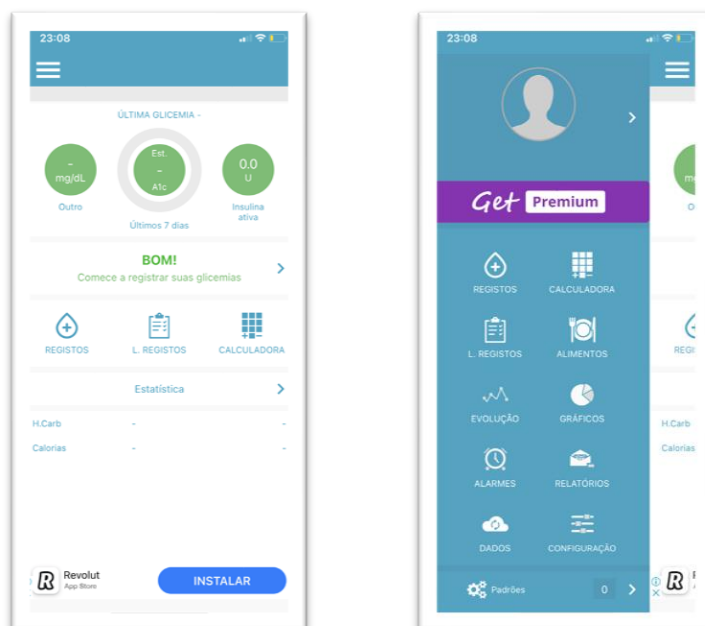 23:08
ÚLTIMA GLICEMIA -
-
mg/dL
Outro
Est.
-
A1c
Últimos 7 dias
0.0
U
Insulina
ativa
BOM!
Comece a registrar suas glicemias
REGISTOS
L. REGISTOS
CALCULADORA
Estatística
H.Carb - -
Calorias - -
Revolut
App Store
INSTALAR
23:08
Get Premium
REGISTOS CALCULADORA
L. REGISTOS ALIMENTOS
EVOLUÇÃO GRÁFICOS
ALARMES RELATÓRIOS
DADOS CONFIGURAÇÃO
Padrões 0
m
O
REGI
H.Carb
Calorias
R